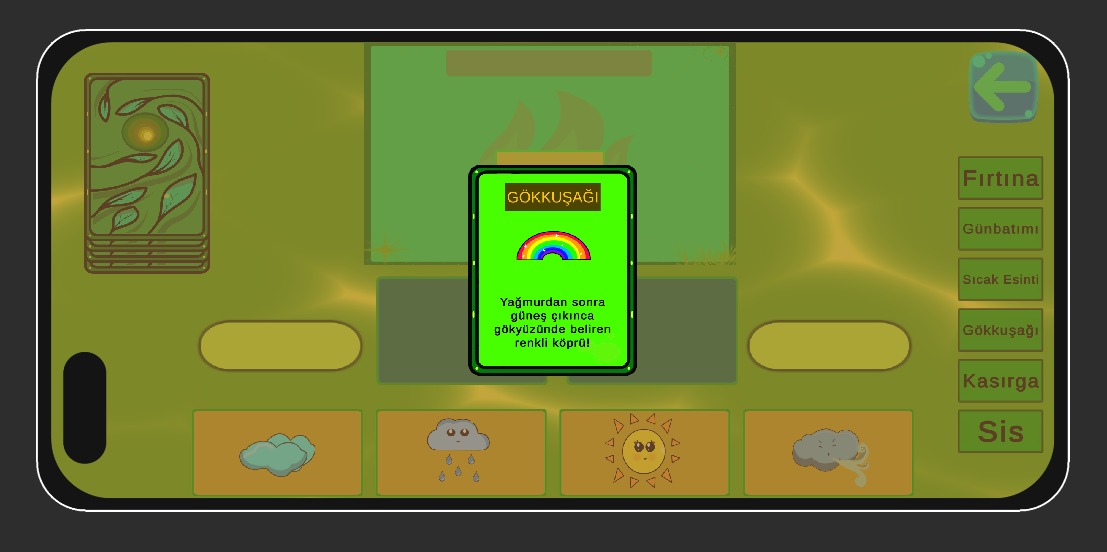 GÖKKUŞAĞI
Yağmurdan sonra
güneş çıkınca
gökyüzünde beliren
renkli köprü!
Fırtına
Günbatımı
Sıcak Esinti
Gökkuşağı
Kasırga
Sis